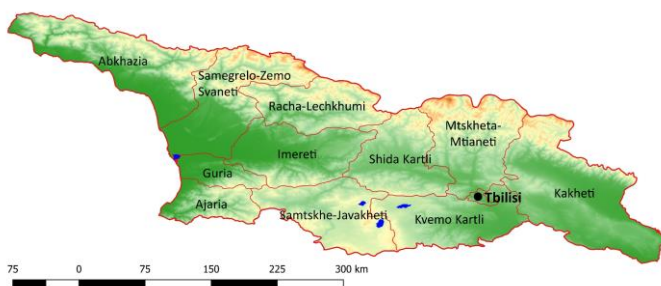 Abkhazia
Samegrelo-Zemo
Svaneti
Racha-Lechkhumi
Mtskheta-
Mtianeti
Imereti
Shida Kartli
Guria
Kakheti
Tbilisi
Ajaria
Samtskhe-Javakheti
Kvemo Kartli
75 0 75 150 225 300 km